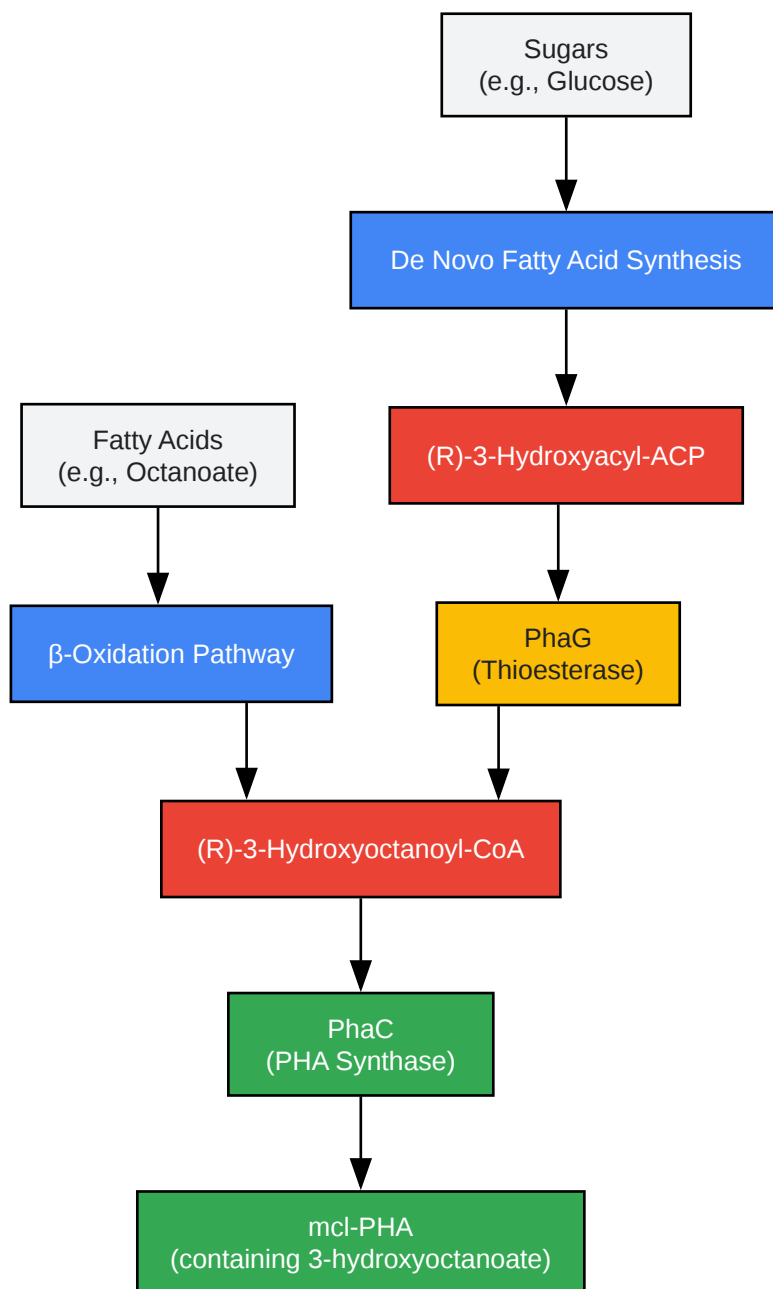 Sugars
(e.g., Glucose)
De Novo Fatty Acid Synthesis
Fatty Acids
(e.g., Octanoate)
(R)-3-Hydroxyacyl-ACP
β-Oxidation Pathway
PhaG
(Thioesterase)
(R)-3-Hydroxyoctanoyl-CoA
PhaC
(PHA Synthase)
mcl-PHA
(containing 3-hydroxyoctanoate)